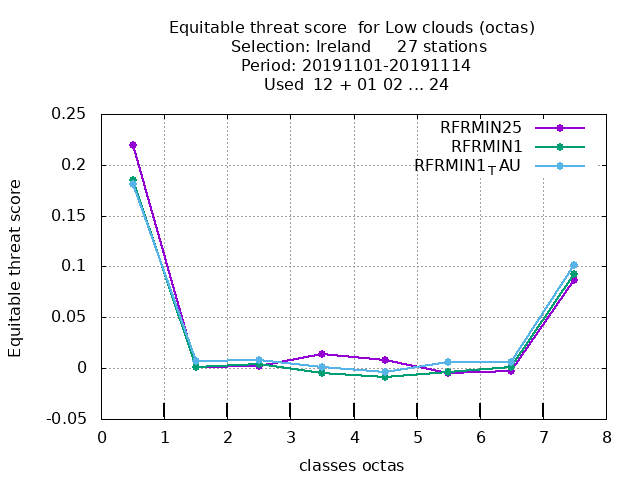 Equitable threat score  for Low clouds (octas)
Selection: Ireland     27 stations
Period: 20191101-20191114
Used  12 + 01 02 ... 24
0.25
0.2
0.15
0.1
0.05
0
-0.05
Equitable threat score
RFRMIN25
RFRMIN1
RFRMIN1TAU
0 1 2 3 4 5 6 7 8
classes octas